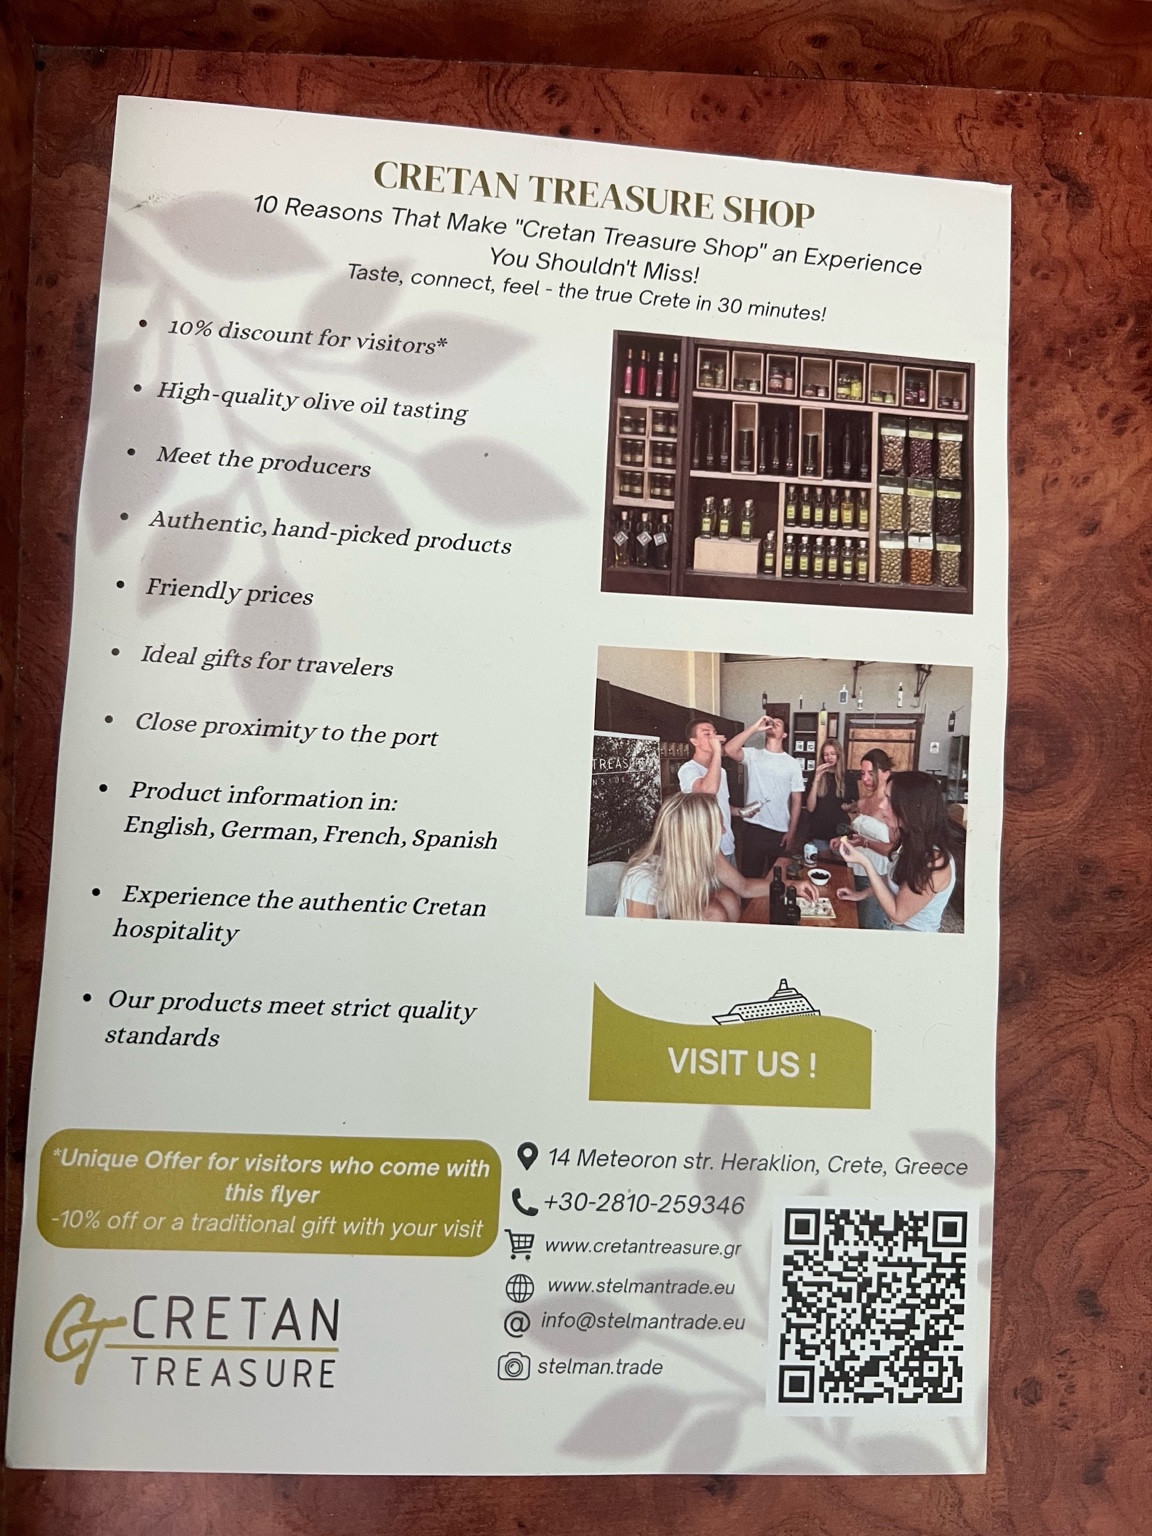 CRETAN TREASURE SHOP
10 Reasons That Make "Cretan Treasure Shop" an Experience
You Shouldn't Miss!
Taste, connect, feel - the true Crete in 30 minutes!
• 10% discount for visitors*
• High-quality olive oil tasting
• Meet the producers
• Authentic, hand-picked products
• Friendly prices
• Ideal gifts for travelers
• Close proximity to the port
• Product information in:
English, German, French, Spanish
• Experience the authentic Cretan
hospitality
• Our products meet strict quality
standards
TREASURE
VISIT US !
*Unique Offer for visitors who come with
this flyer
-10% off or a traditional gift with your visit
CRETAN
TREASURE
14 Meteoron str. Heraklion, Crete, Greece
+30-2810-259346
www.cretantreasure.gr
www.stelmantrade.eu
info@stelmantrade.eu
stelman.trade